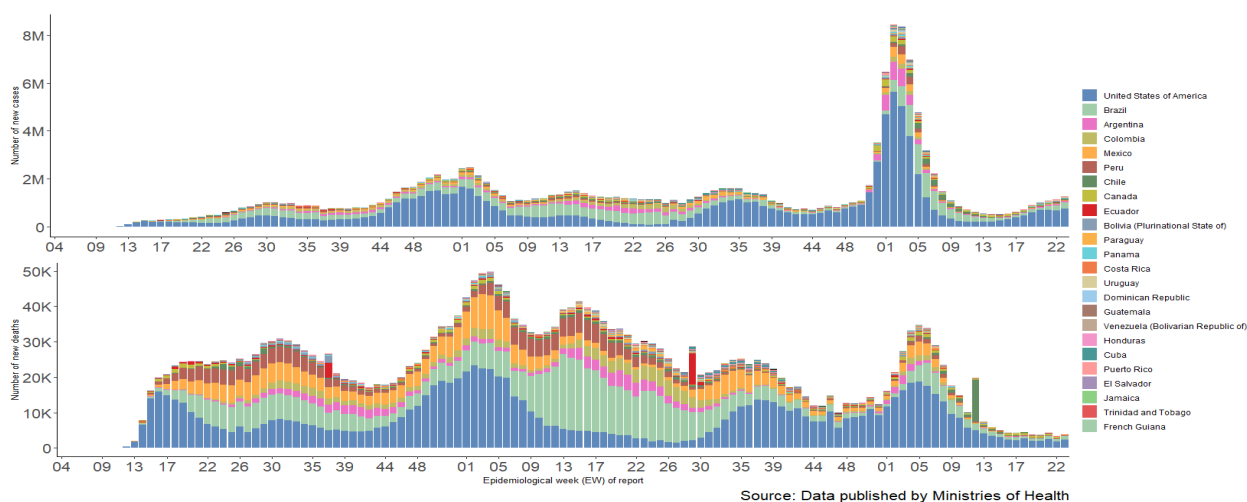 8M
6M
4M
2M
0
Number of new cases
04 09 13 17 22 26 30 35 39 44 48 01 05 09 13 17 22 26 30 35 39 44 48 01 05 09 13 17 22
50K
40K
30K
20K
10K
0
Number of new deaths
04 09 13 17 22 26 30 35 39 44 48 01 05 09 13 17 22 26 30 35 39 44 48 01 05 09 13 17 22
Epidemiological week (EW) of report
United States of America
Brazil
Argentina
Colombia
Mexico
Peru
Chile
Canada
Ecuador
Bolivia (Plurinational State of)
Paraguay
Panama
Costa Rica
Uruguay
Dominican Republic
Guatemala
Venezuela (Bolivarian Republic of)
Honduras
Cuba
Puerto Rico
El Salvador
Jamaica
Trinidad and Tobago
French Guiana
Source: Data published by Ministries of Health